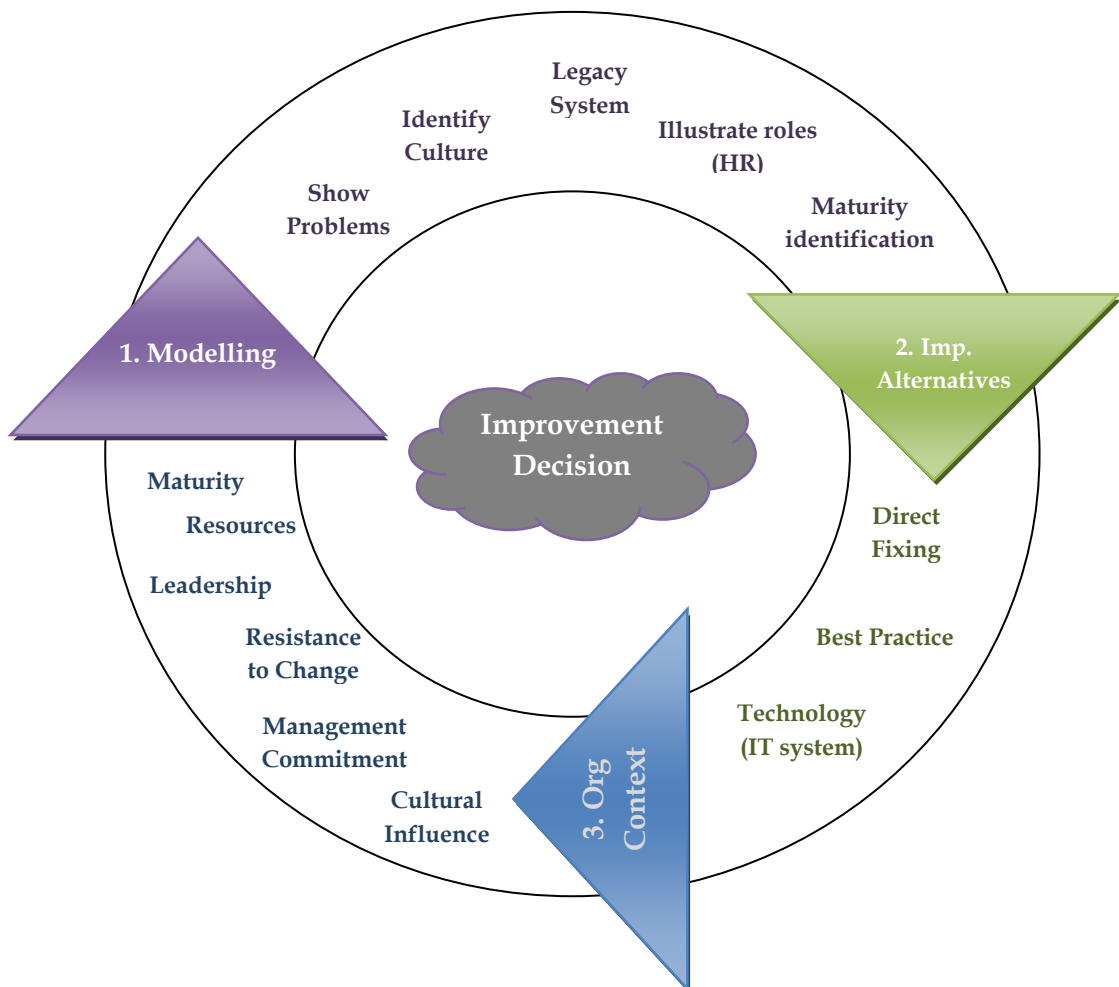 Legacy
System
Identify
Culture
Illustrate roles
(HR)
Show
Problems
Maturity
identification
1. Modelling
2. Imp.
Alternatives
Improvement
Decision
Maturity
Resources
Leadership
Resistance
to Change
Management
Commitment
Cultural
Influence
3. Org
Context
Direct
Fixing
Best Practice
Technology
(IT system)